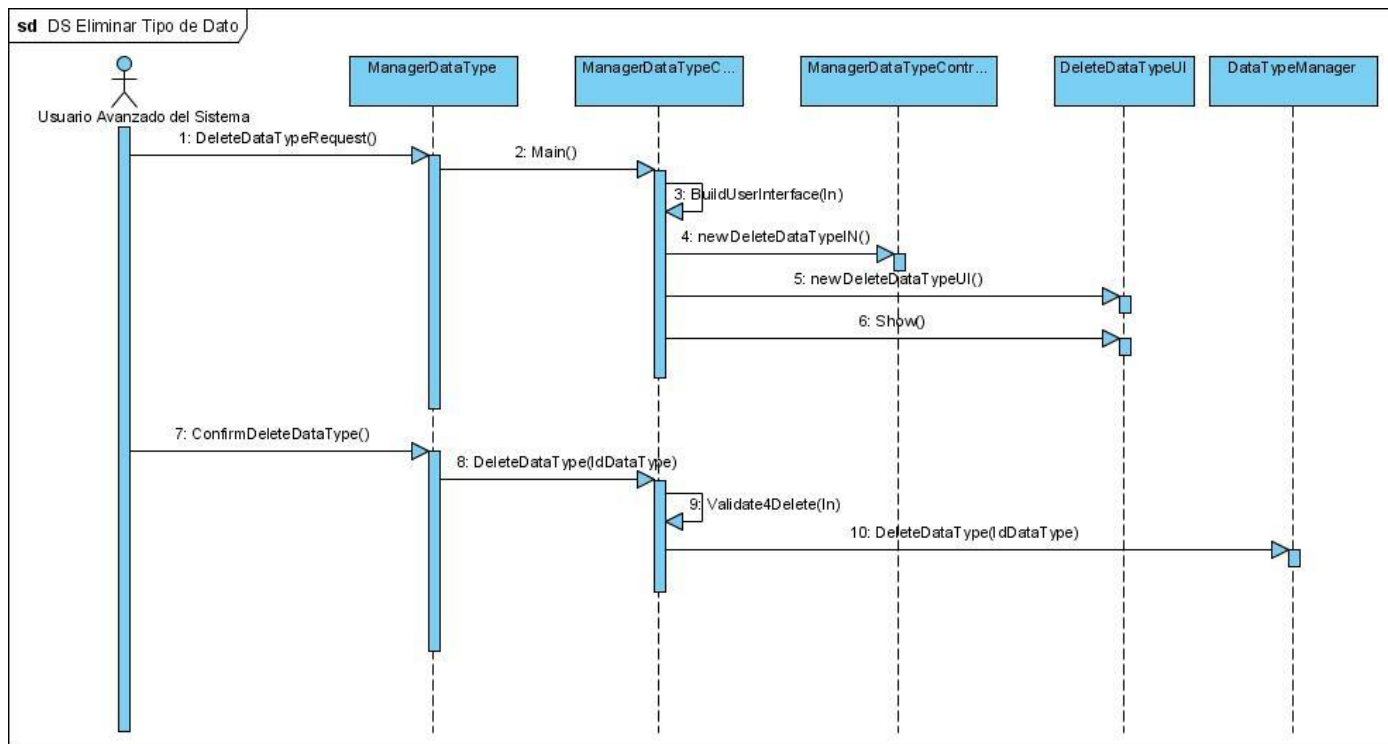 sd DS Eliminar Tipo de Dato
ManagerDataType
ManagerDataTypeC...
ManagerDataTypeContr...
DeleteDataTypeUI
DataTypeManager
Usuario Avanzado del Sistema
1: DeleteDataTypeRequest()
2: Main()
3: BuildUserInterface(In)
4: newDeleteDataTypeIN()
5: newDeleteDataTypeUI()
6: Show()
7: ConfirmDeleteDataType()
8: DeleteDataType(IdDataType)
9: Validate4Delete(In)
10: DeleteDataType(IdDataType)